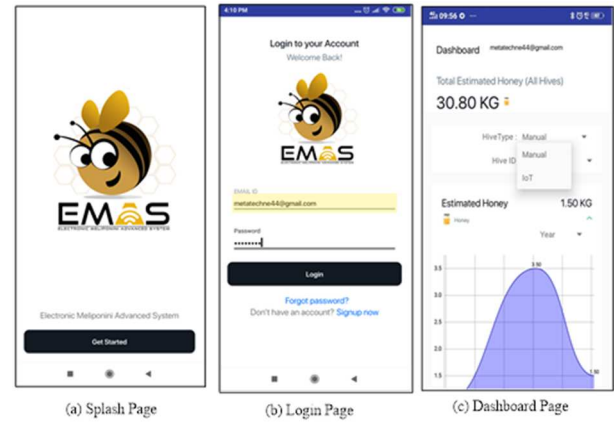 EMAS
ELECTRONIC MELIPONINI ADVANCED SYSTEM
Electronic Meliponini Advanced System
Get Started
(a) Splash Page
4:10 PM
Login to your Account
Welcome Back!
EMAS
EMAIL ID
metatechne44@gmail.com
Password
Login
Forgot password?
Don't have an account? Signup now
(b) Login Page
09:56
Dashboard metatechne44@gmail.com
Total Estimated Honey (All Hives)
30.80 KG
HiveType : Manual
Manual
Hive ID
IoT
Estimated Honey 1.50 KG
Honey
Year
3.50
3.5
3.0
2.5
2.0
1.5
1.50
(c) Dashboard Page